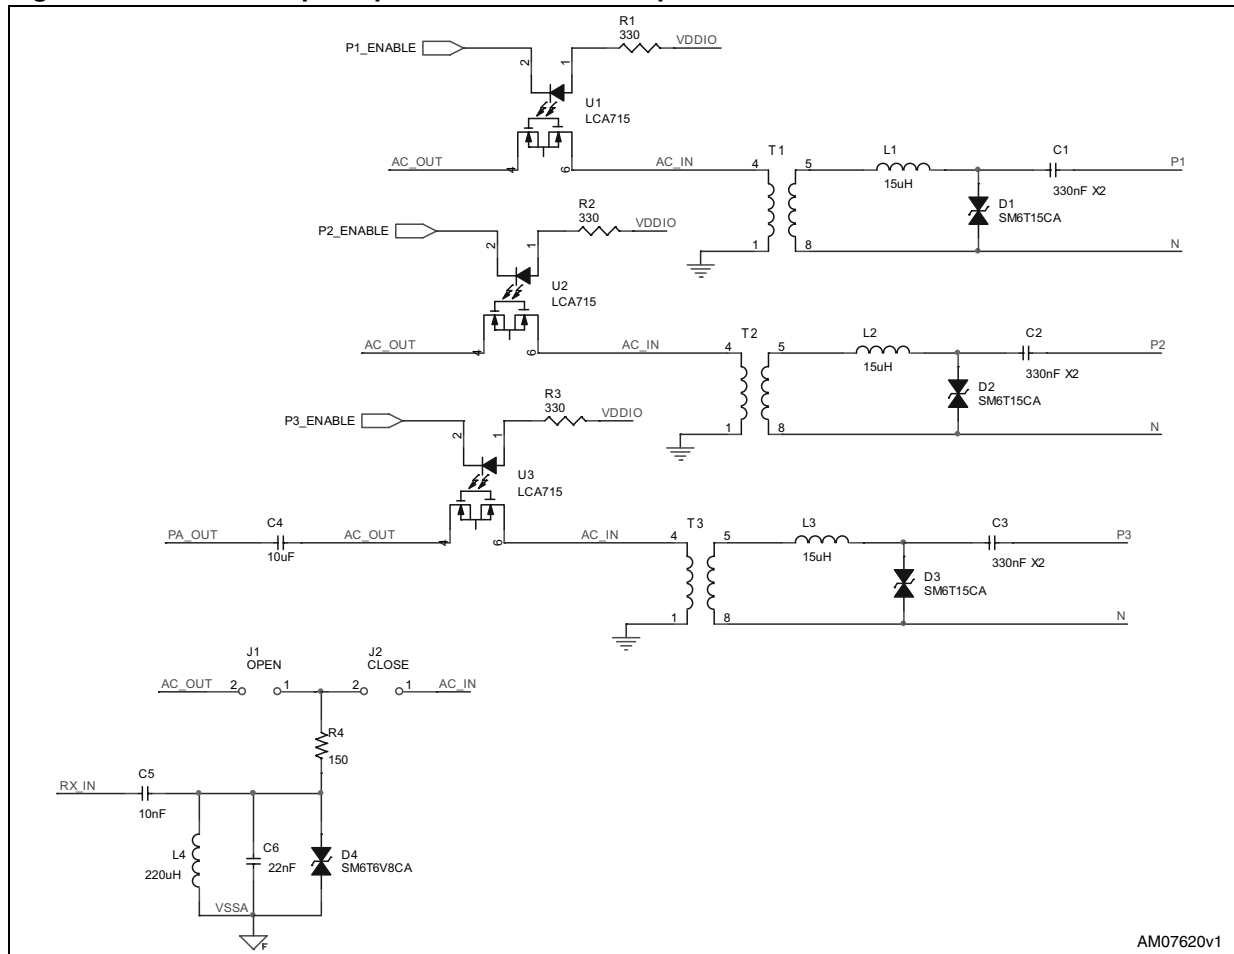 R1
330
VDDIO
P1_ENABLE
2
1
U1
LCA715
AC_OUT
4
6
AC_IN
T1
4
5
1
8
L1
15uH
C1
330nF X2
P1
D1
SM6T15CA
N
R2
330
VDDIO
P2_ENABLE
2
1
U2
LCA715
AC_OUT
4
6
AC_IN
T2
4
5
1
8
L2
15uH
C2
330nF X2
P2
D2
SM6T15CA
N
R3
330
VDDIO
P3_ENABLE
2
1
U3
LCA715
PA_OUT
C4
10uF
AC_OUT
4
6
AC_IN
T3
4
5
1
8
L3
15uH
C3
330nF X2
P3
D3
SM6T15CA
N
J1
OPEN
J2
CLOSE
AC_OUT
2
1
2
1
AC_IN
R4
150
RX_IN
C5
10nF
L4
220uH
C6
22nF
D4
SM6T6V8CA
VSSA
F
AM07620v1